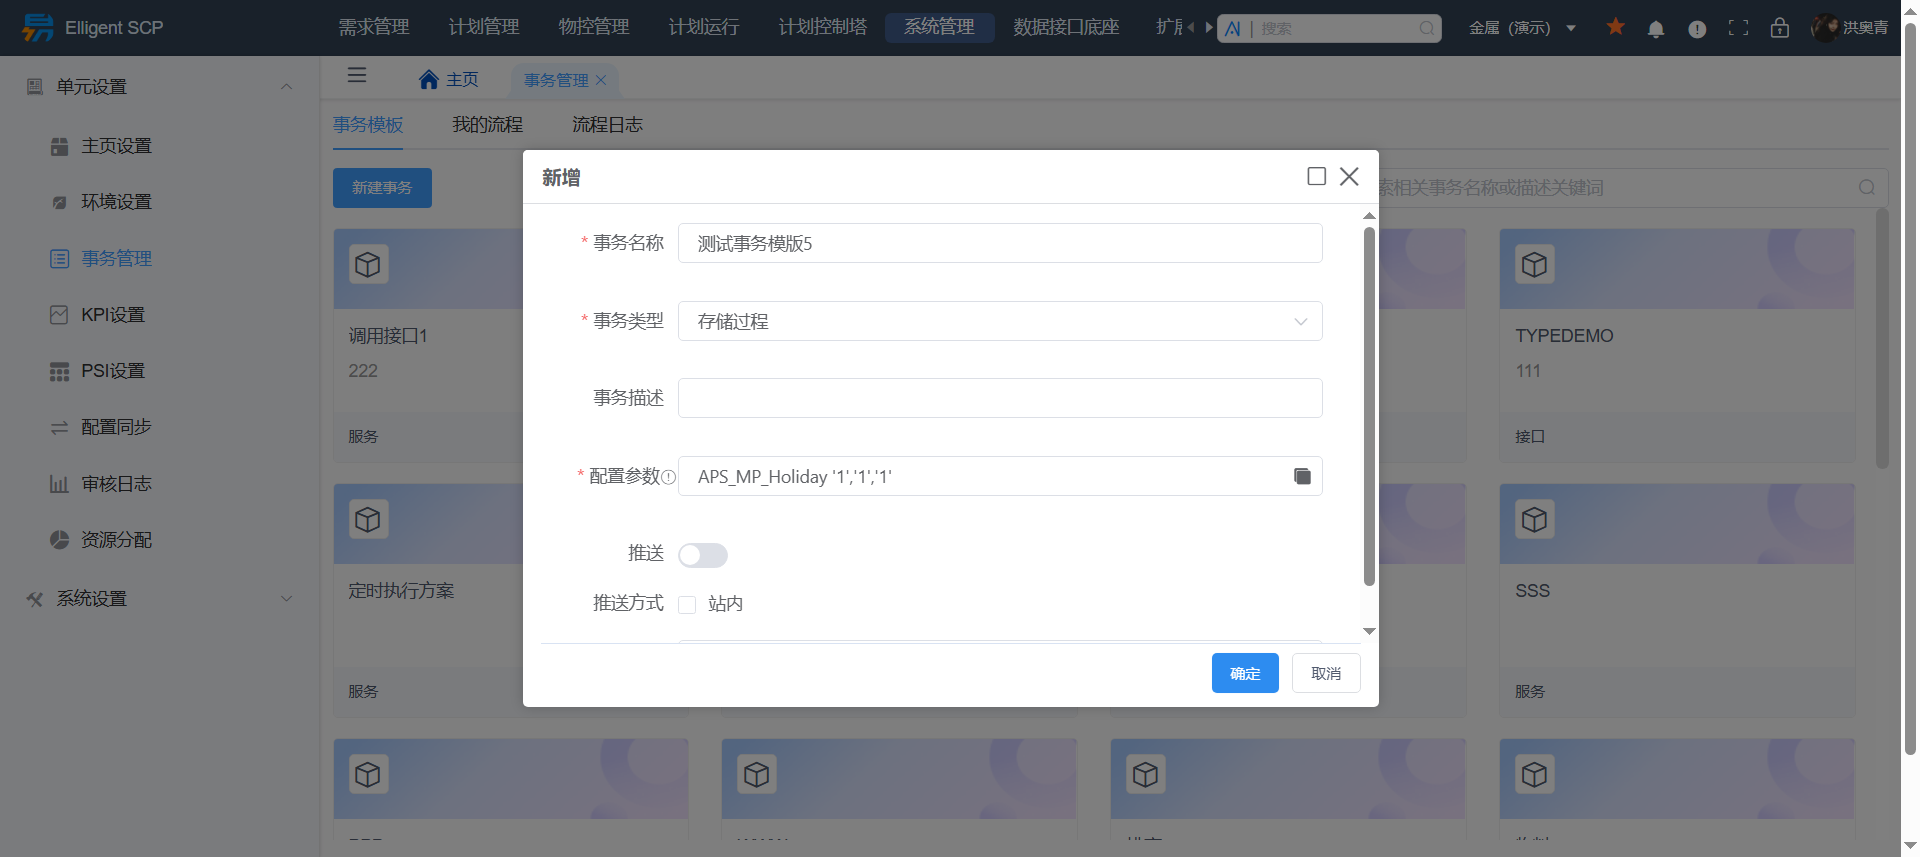 Elligent SCP
需求管理
计划管理
物控管理
计划运行
计划控制塔
系统管理
数据接口底座
扩
AI
搜索
金属（演示）
洪奥青
单元设置
主页设置
环境设置
事务管理
KPI设置
PSI设置
配置同步
审核日志
资源分配
系统设置
主页
事务管理
事务模板
我的流程
流程日志
新建事务
索相关事务名称或描述关键词
调用接口1
222
服务
TYPEDEMO
111
接口
定时执行方案
服务
SSS
服务
新增
* 事务名称
测试事务模版5
* 事务类型
存储过程
事务描述
* 配置参数
APS_MP_Holiday '1','1','1'
推送
推送方式
站内
确定
取消